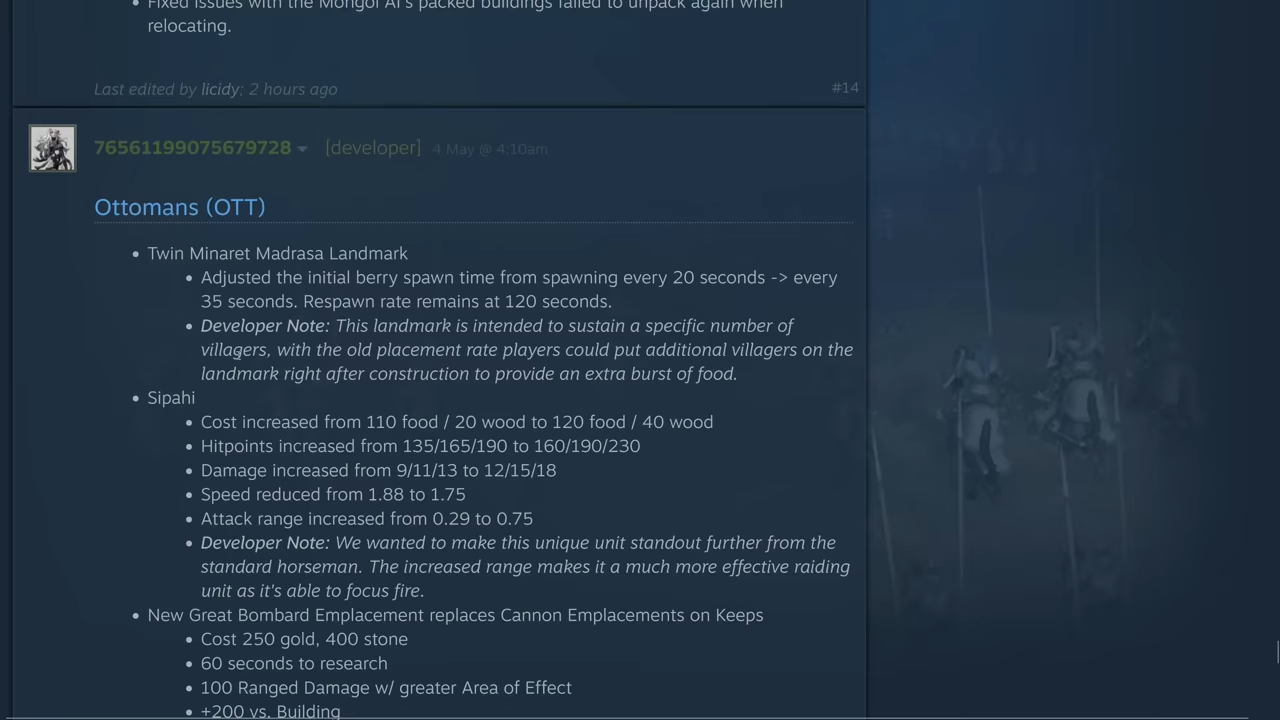 Fixed issues with the Mongol AI's packed buildings failed to unpack again when
relocating.
Last edited by licidy; 2 hours ago
#14
76561199075679728 [developer] 4 May @ 4:10am
Ottomans (OTT)
Twin Minaret Madrasa Landmark
Adjusted the initial berry spawn time from spawning every 20 seconds -> every
35 seconds. Respawn rate remains at 120 seconds.
Developer Note: This landmark is intended to sustain a specific number of
villagers, with the old placement rate players could put additional villagers on the
landmark right after construction to provide an extra burst of food.
Sipahi
Cost increased from 110 food / 20 wood to 120 food / 40 wood
Hitpoints increased from 135/165/190 to 160/190/230
Damage increased from 9/11/13 to 12/15/18
Speed reduced from 1.88 to 1.75
Attack range increased from 0.29 to 0.75
Developer Note: We wanted to make this unique unit standout further from the
standard horseman. The increased range makes it a much more effective raiding
unit as it's able to focus fire.
New Great Bombard Emplacement replaces Cannon Emplacements on Keeps
Cost 250 gold, 400 stone
60 seconds to research
100 Ranged Damage w/ greater Area of Effect
+200 vs. Building